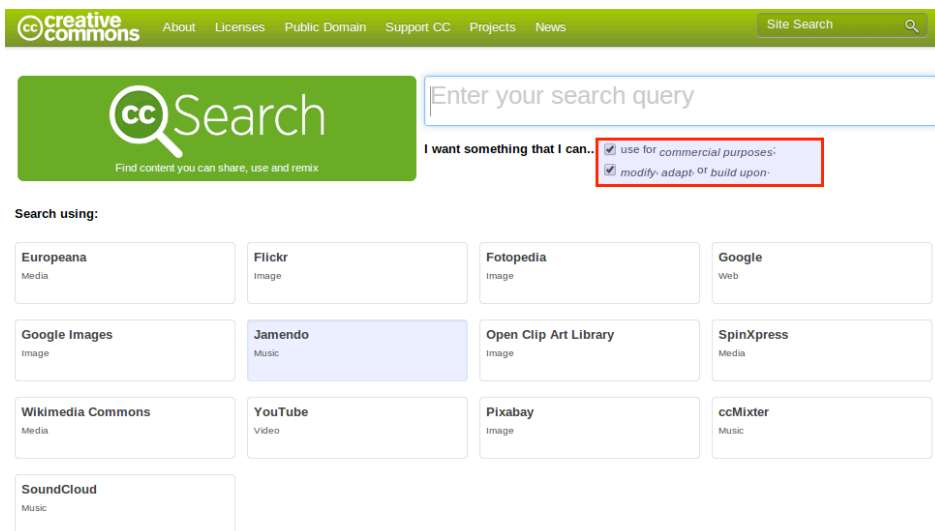 cc creative commons
About Licenses Public Domain Support CC Projects News
Site Search
cc Search
Find content you can share, use and remix
Enter your search query
I want something that I can..
use for commercial purposes;
modify, adapt, or build upon.
Search using:
Europeana
Media
Flickr
Image
Fotopedia
Image
Google
Web
Google Images
Image
Jamendo
Music
Open Clip Art Library
Image
SpinXpress
Media
Wikimedia Commons
Media
YouTube
Video
Pixabay
Image
ccMixter
Music
SoundCloud
Music